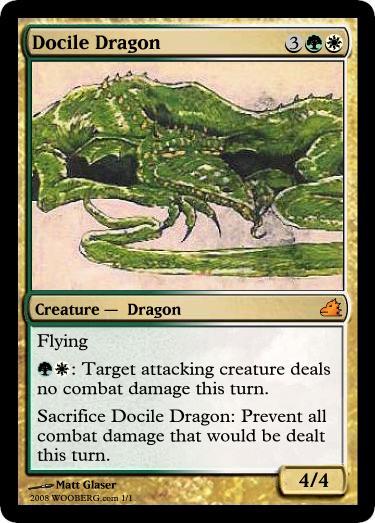 Docile Dragon 3
Creature — Dragon
Flying
: Target attacking creature deals
no combat damage this turn.
Sacrifice Docile Dragon: Prevent all
combat damage that would be dealt
this turn.
4/4
Matt Glaser
2008 WOOBERG.com 1/1